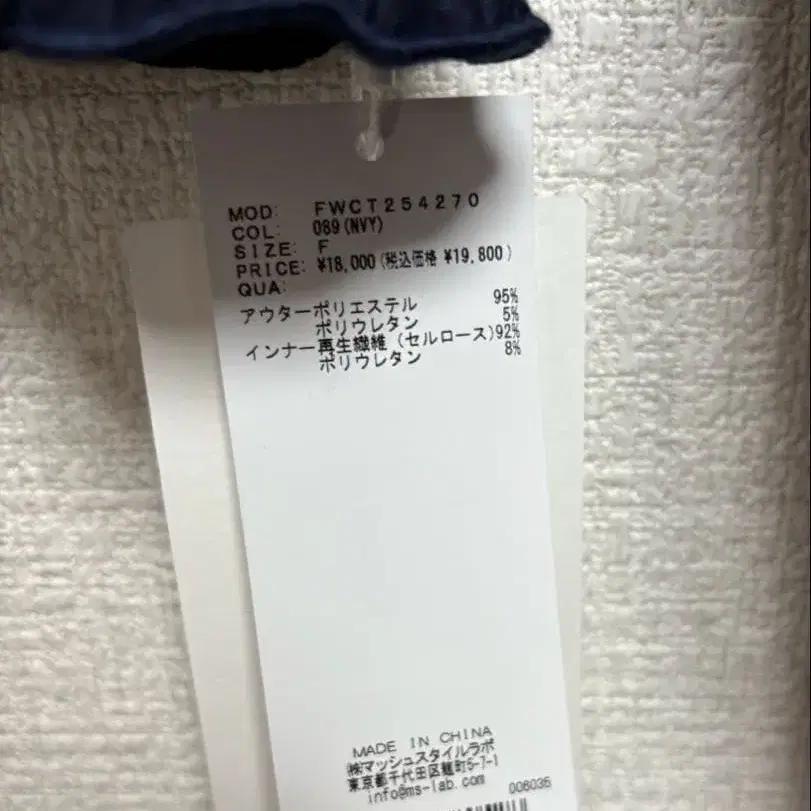 MOD: FWCT254270
COL: 089(NVY)
SIZE: F
PRICE: ¥18,000(税込価格 ¥19,800)
QUA:
アウターポリエステル 95%
ポリウレタン 5%
インナー再生繊維(セルロース)92%
ポリウレタン 8%
MADE IN CHINA
㈱マッシュスタイルラボ
東京都千代田区麹町5-7-1
info@ms-lab.com
006035